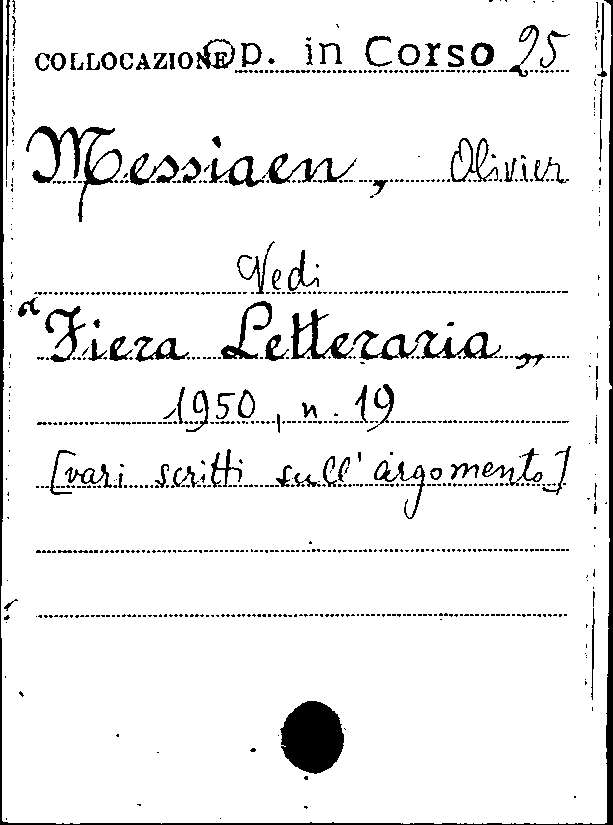 COLLOCAZIONE Op. in Corso 25
Messiaen, Olivier
Vedi
"Fiera Letteraria„
1950, n. 19
[vari scritti sull'argomento]